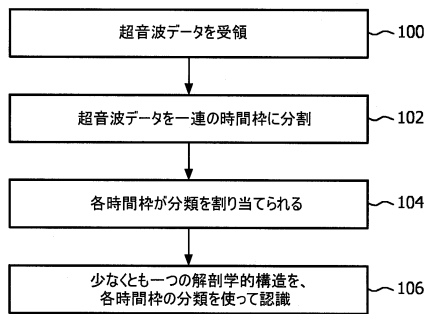 超音波データを受領
100
超音波データを一連の時間枠に分割
102
各時間枠が分類を割り当てられる
104
少なくとも一つの解剖学的構造を、
各時間枠の分類を使って認識
106